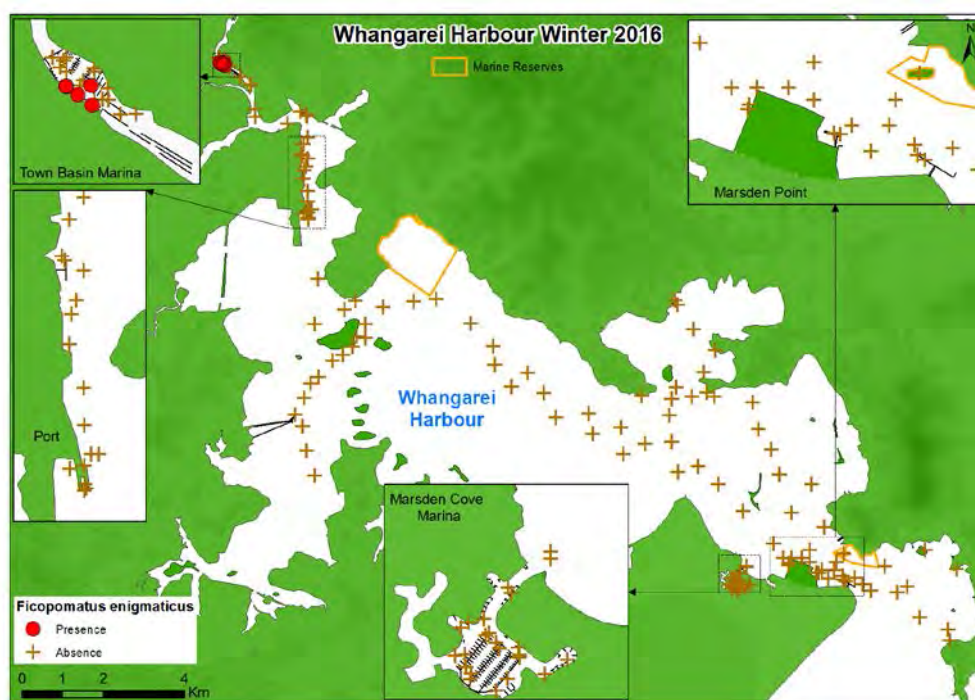 Whangarei Harbour Winter 2016
Marine Reserves
N
Town Basin Marina
Marsden Point
Port
Whangarei
Harbour
Marsden Cove
Marina
Ficopomatus enigmaticus
Presence
Absence
0 1 2 4
Km